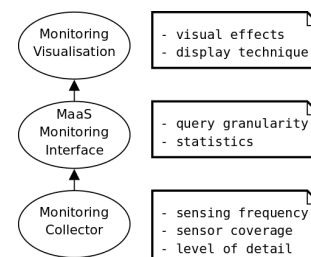 Monitoring
Visualisation
- visual effects
- display technique
MaaS
Monitoring
Interface
- query granularity
- statistics
Monitoring
Collector
- sensing frequency
- sensor coverage
- level of detail